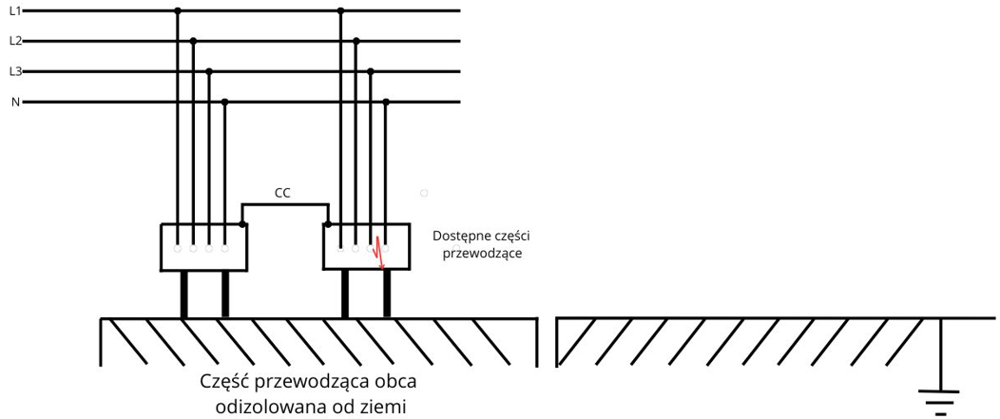 L1
L2
L3
N
CC
Dostępne części
przewodzące
Część przewodząca obca
odizolowana od ziemi